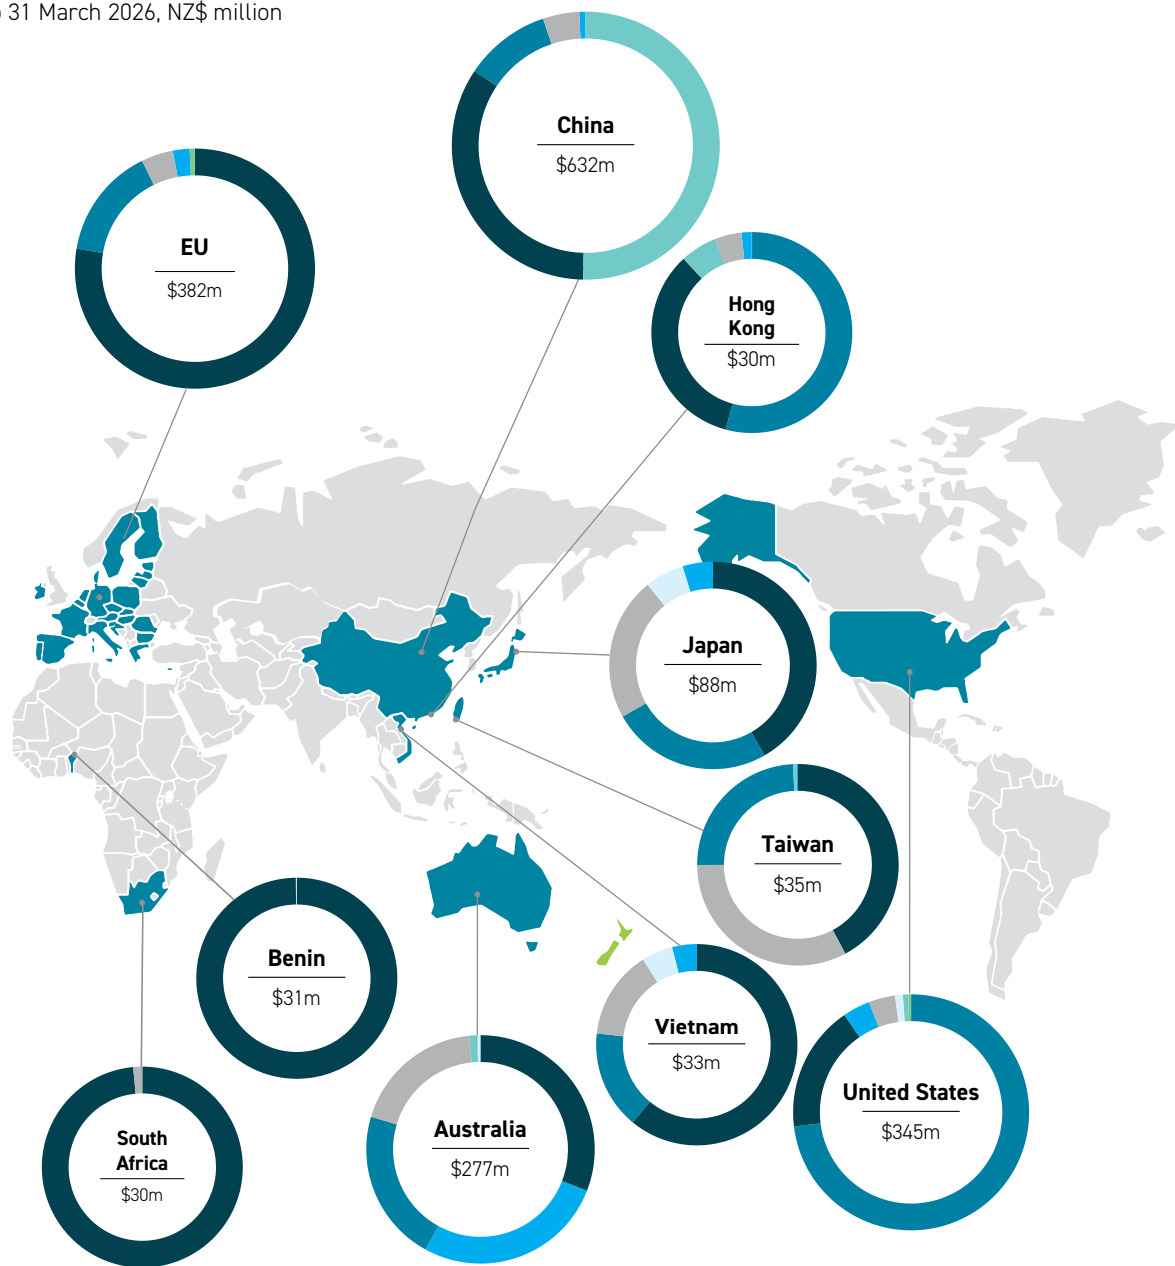 31 March 2026, NZ$ million
China
$632m
EU
$382m
Hong
Kong
$30m
Japan
$88m
Taiwan
$35m
Benin
$31m
Vietnam
$33m
United States
$345m
Australia
$277m
South
Africa
$30m